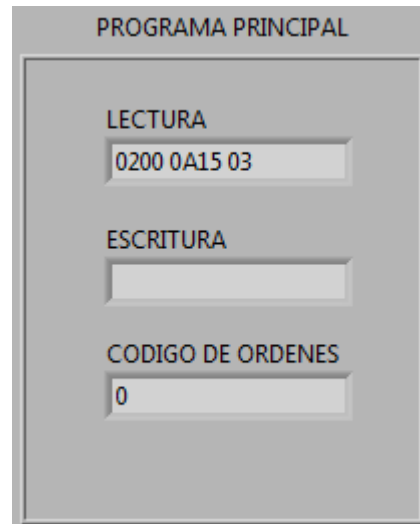 PROGRAMA PRINCIPAL
LECTURA
0200 0A15 03
ESCRITURA
CODIGO DE ORDENES
0